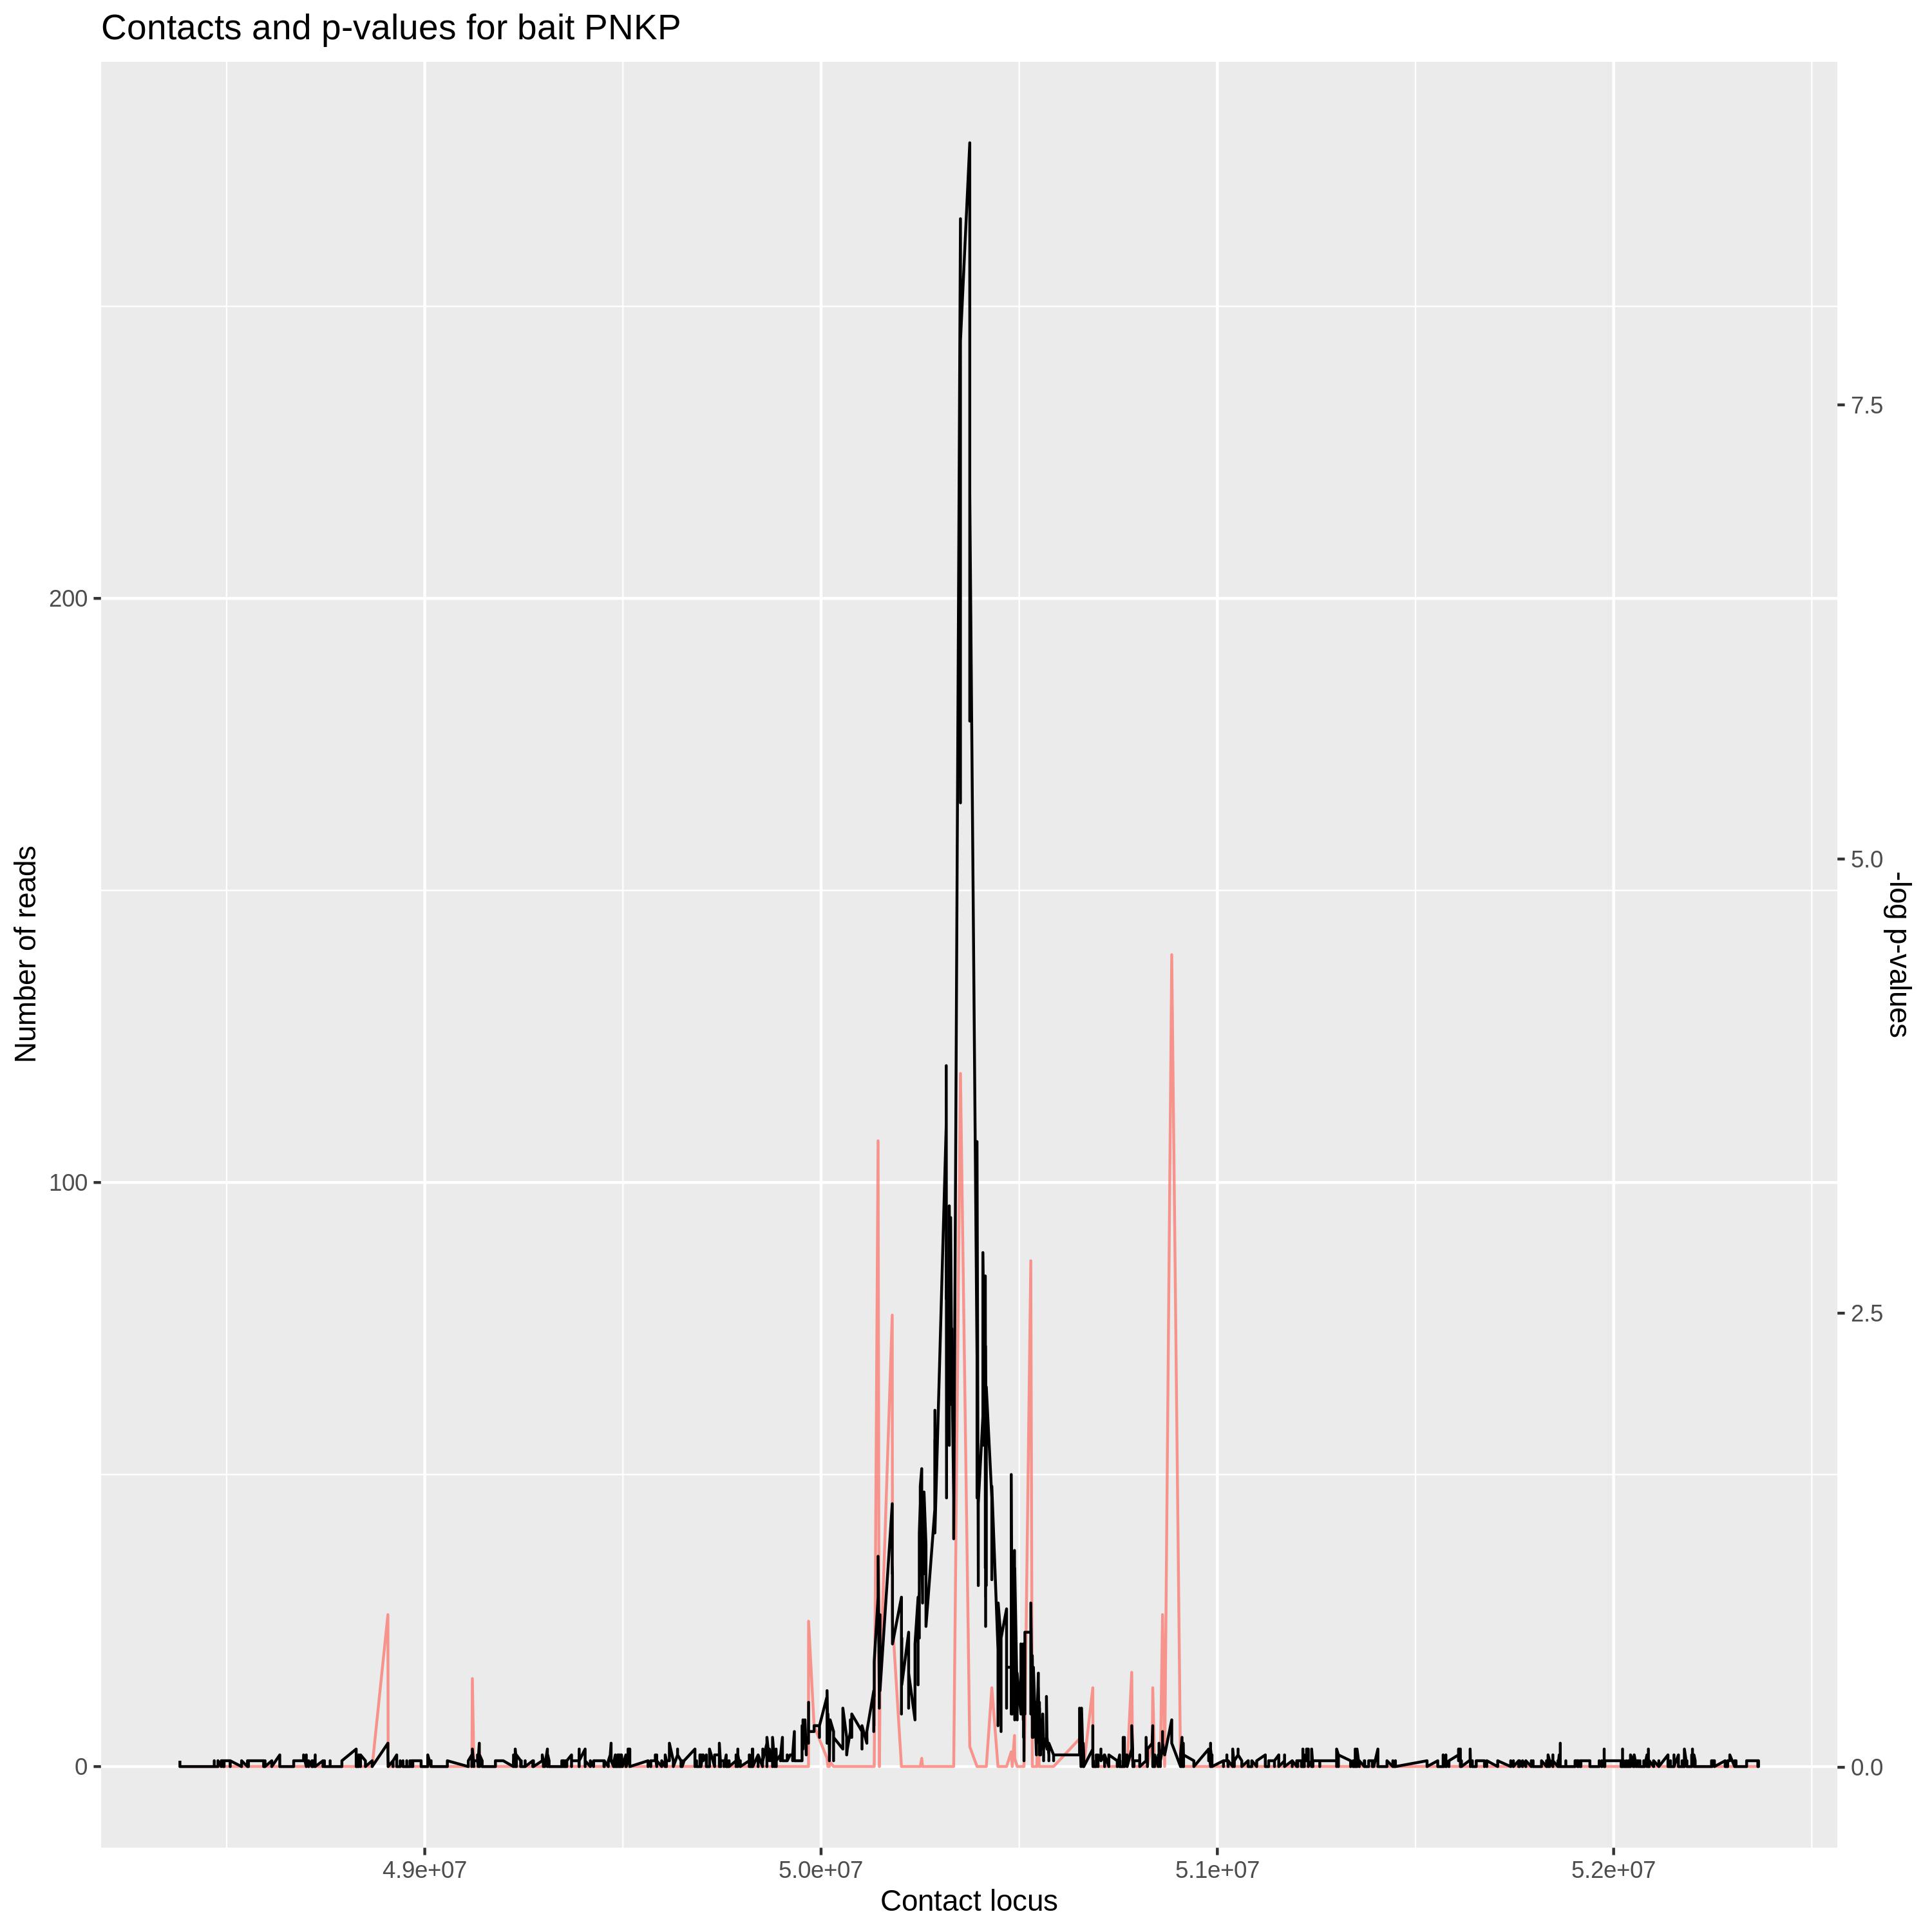 Contacts and p-values for bait PNKP
200
100
0
Number of reads
7.5
5.0
2.5
0.0
-log p-values
4.9e+07
5.0e+07
5.1e+07
5.2e+07
Contact locus